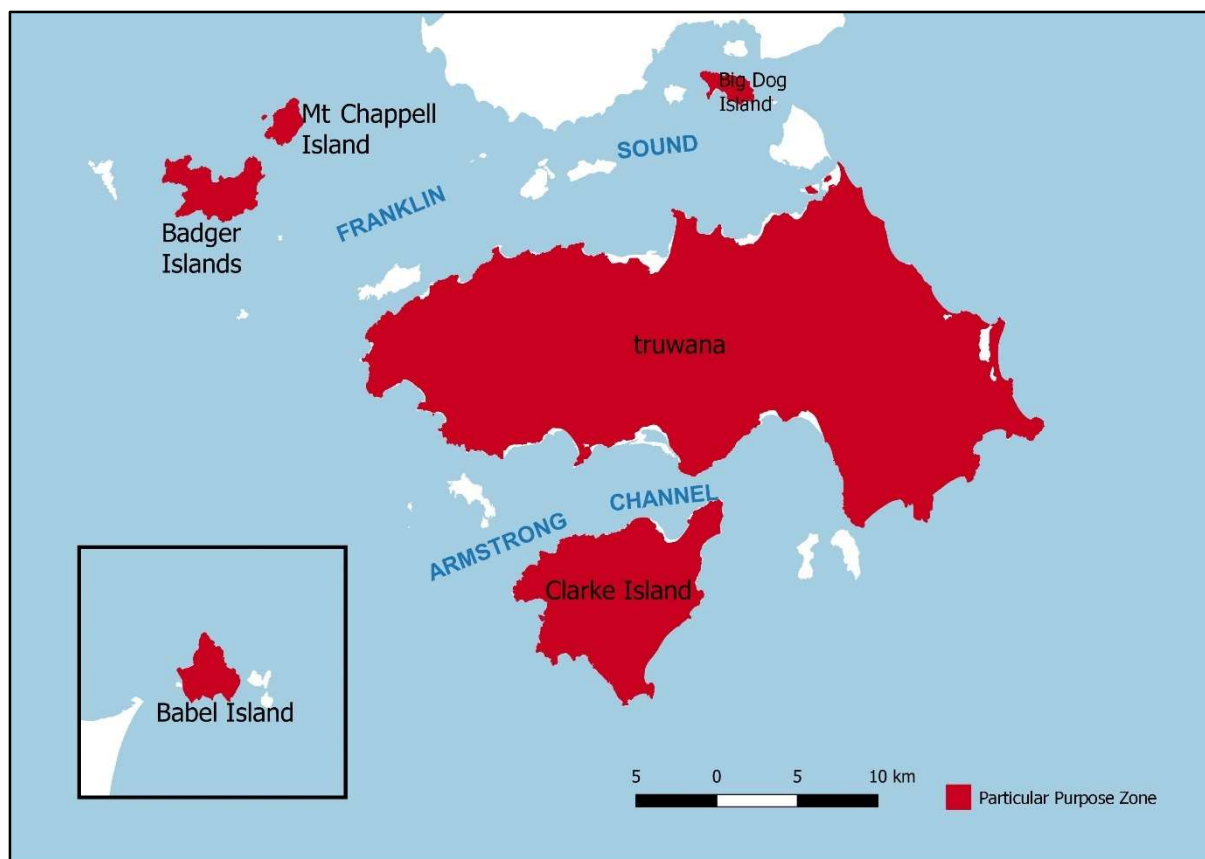 Big Dog
Island
Mt Chappell
Island
SOUND
FRANKLIN
Badger
Islands
truwana
CHANNEL
ARMSTRONG
Clarke Island
Babel Island
5 0 5 10 km
Particular Purpose Zone